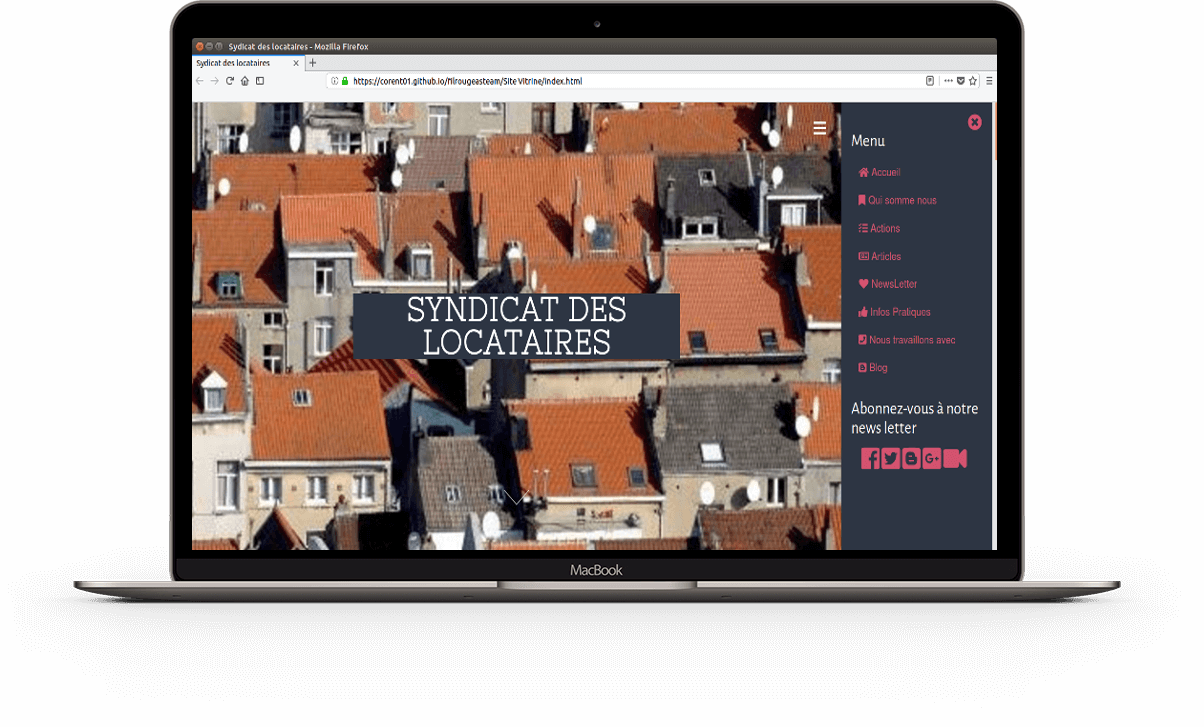 Sydicat des locataires - Mozilla Firefox
Sydicat des locataires
https://corent01.github.io/filrougeasteam/Site Vitrine/index.html
Menu
Accueil
Qui somme nous
Actions
Articles
NewsLetter
Infos Pratiques
Nous travaillons avec
Blog
SYNDICAT DES
LOCATAIRES
Abonnez-vous à notre
news letter
MacBook